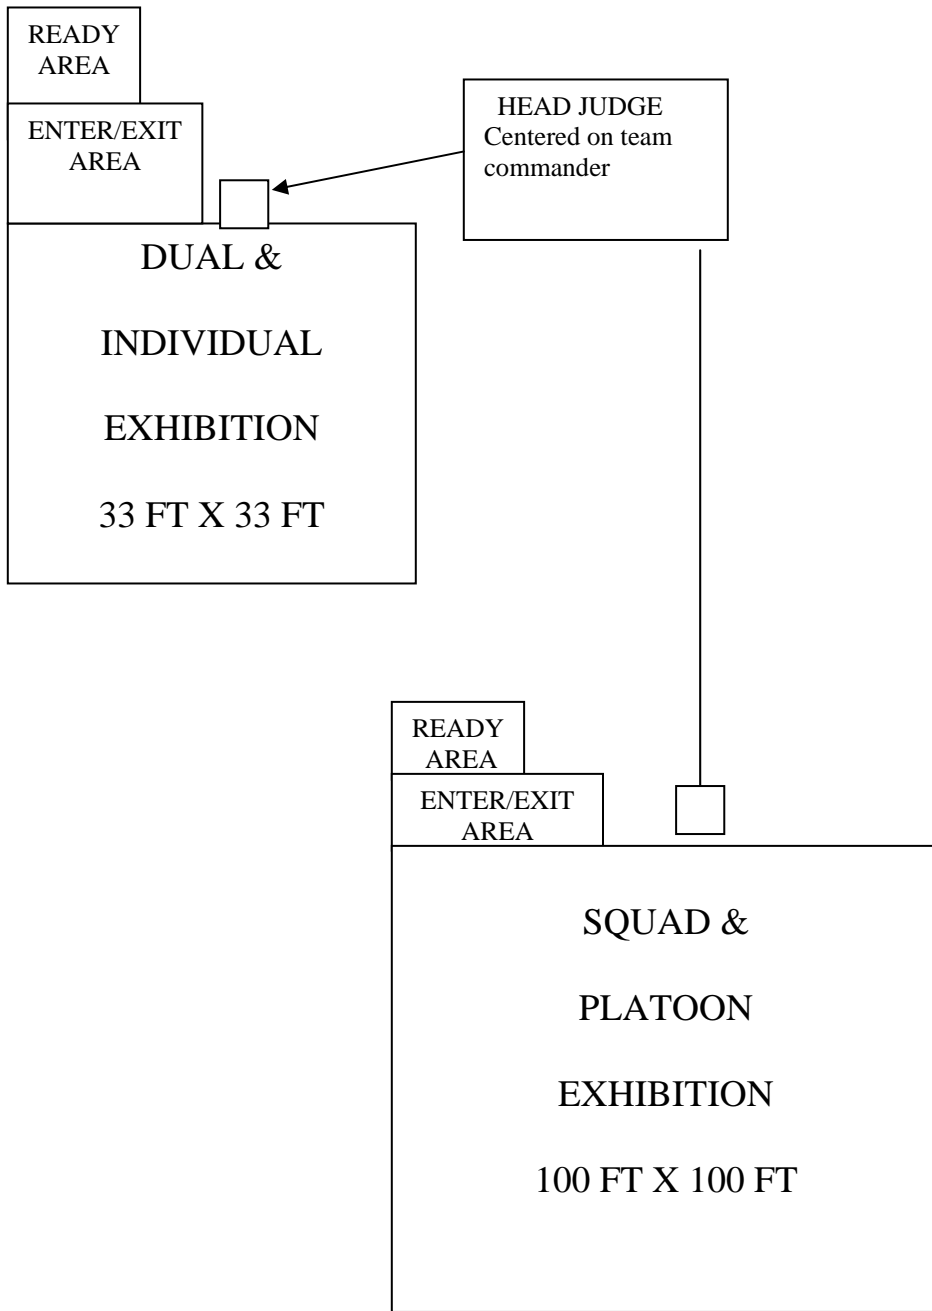 READY
AREA
ENTER/EXIT
AREA
HEAD JUDGE
Centered on team
commander
DUAL &
INDIVIDUAL
EXHIBITION
33 FT X 33 FT
READY
AREA
ENTER/EXIT
AREA
SQUAD &
PLATOON
EXHIBITION
100 FT X 100 FT